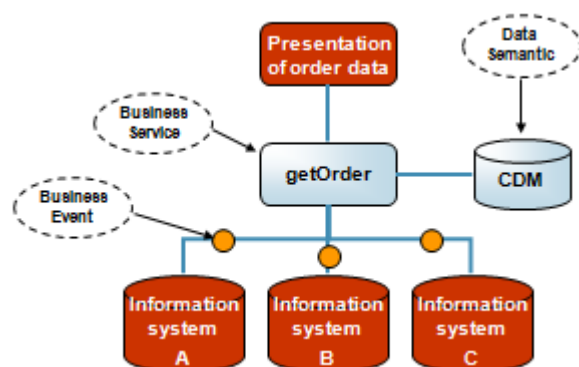 Presentation
of order data
Data
Semantic
Business
Service
getOrder
CDM
Business
Event
Information
system
A
Information
system
B
Information
system
C